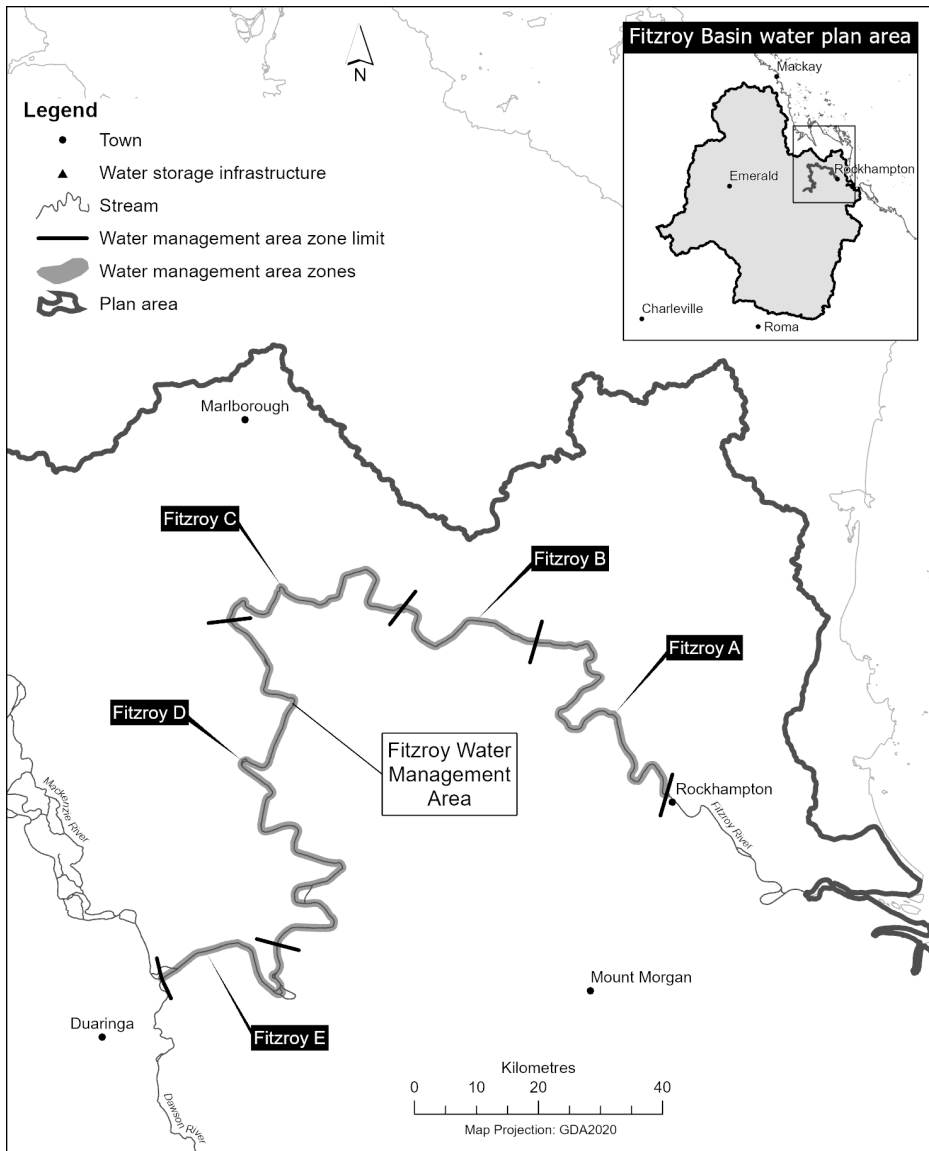 Fitzroy Basin water plan area
Mackay
Emerald
Rockhampton
Charleville
Roma
N
Legend
Town
Water storage infrastructure
Stream
Water management area zone limit
Water management area zones
Plan area
Marlborough
Fitzroy C
Fitzroy B
Fitzroy A
Fitzroy D
Fitzroy Water
Management
Area
Rockhampton
Mackenzie River
Fitzroy River
Mount Morgan
Duaringa
Fitzroy E
Dawson River
Kilometres
0 10 20 40
Map Projection: GDA2020